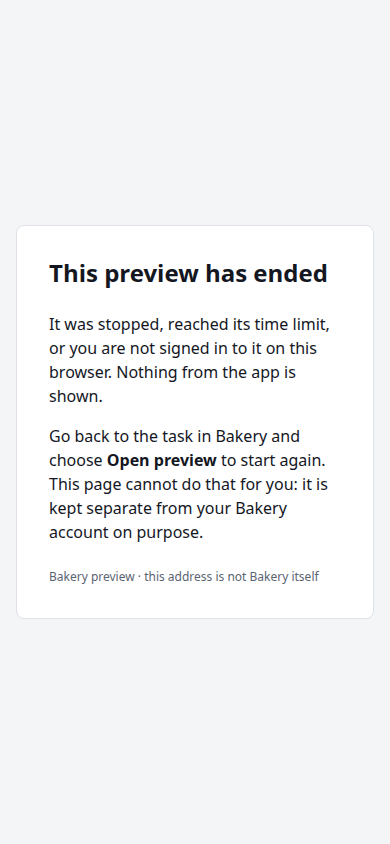 This preview has ended
It was stopped, reached its time limit,
or you are not signed in to it on this
browser. Nothing from the app is
shown.
Go back to the task in Bakery and
choose Open preview to start again.
This page cannot do that for you: it is
kept separate from your Bakery
account on purpose.
Bakery preview · this address is not Bakery itself